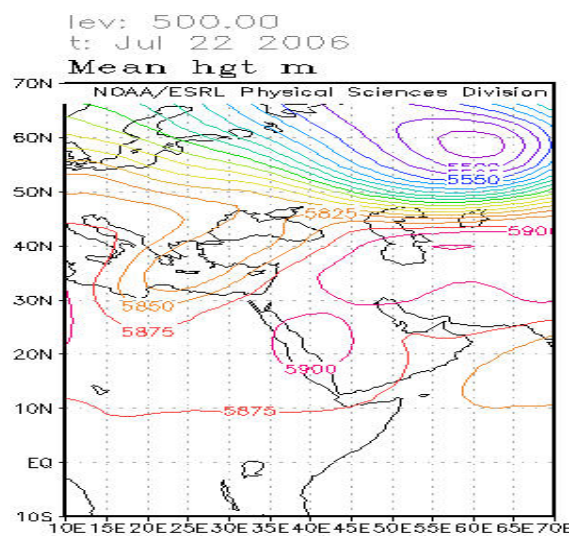 lev: 500.00
t: Jul 22 2006
Mean hgt m
NOAA/ESRL Physical Sciences Division
70N
60N
5550
50N
5825
5900
40N
30N
5850
5875
20N
5900
10N
5875
EQ
10S
10E 15E 20E 25E 30E 35E 40E 45E 50E 55E 60E 65E 70E